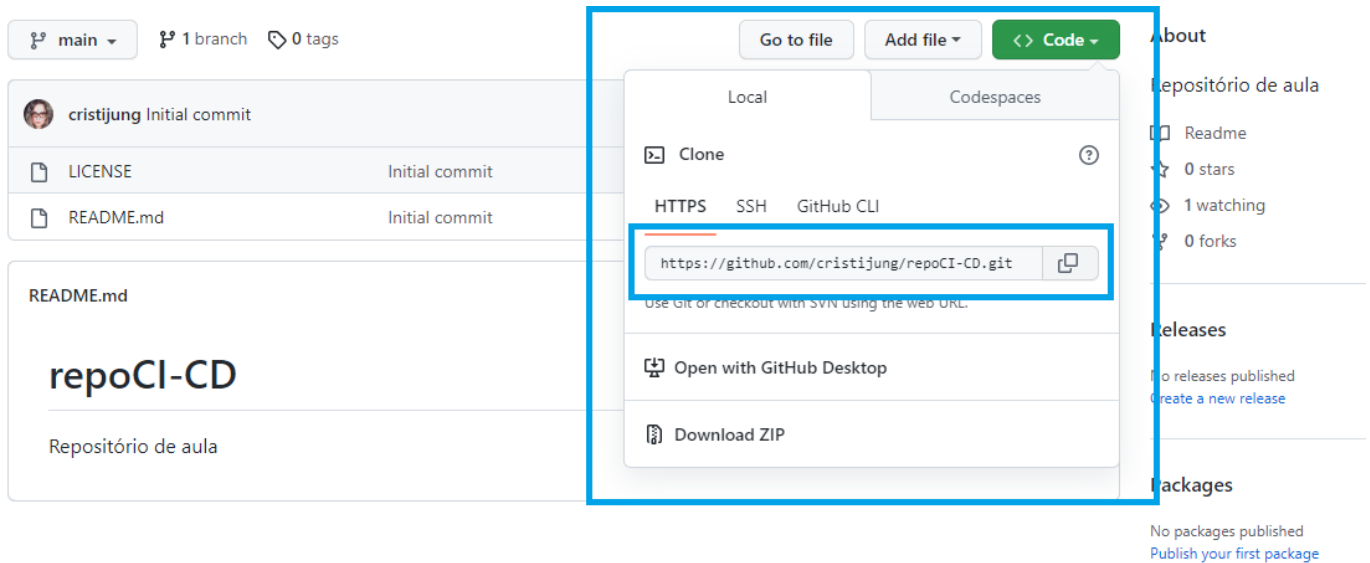 main 1 branch 0 tags Go to file Add file Code
cristijung Initial commit
LICENSE Initial commit
README.md Initial commit
README.md
repoCI-CD
Repositório de aula
Local Codespaces
Clone
HTTPS SSH GitHub CLI
https://github.com/cristijung/repoCI-CD.git
Use Git or checkout with SVN using the web URL.
Open with GitHub Desktop
Download ZIP
About
Repositório de aula
Readme
0 stars
1 watching
0 forks
Releases
No releases published
Create a new release
Packages
No packages published
Publish your first package